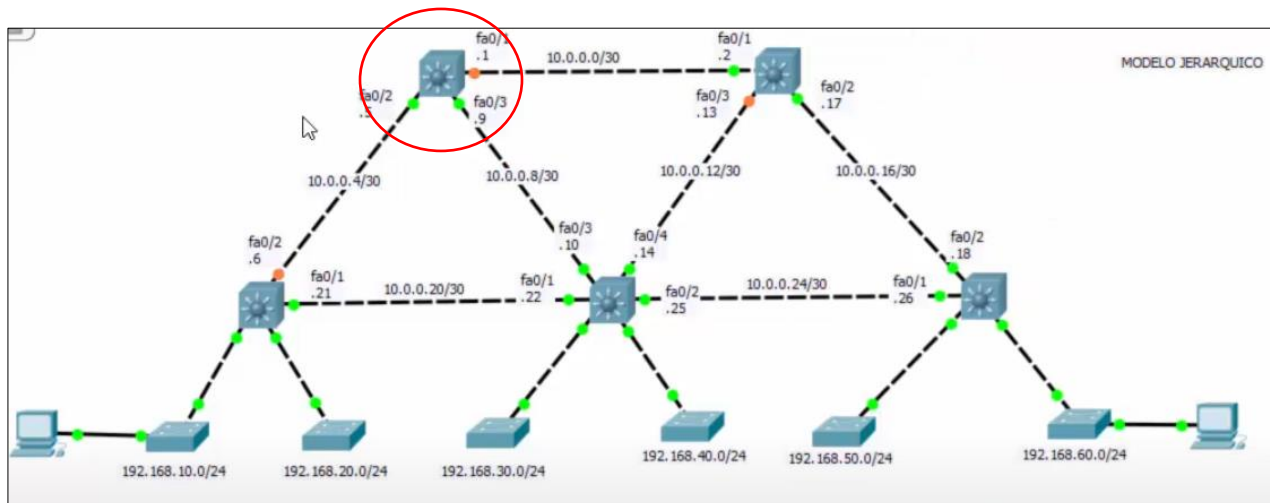 fa0/1
.1
10.0.0.0/30
fa0/1
.2
MODELO JERARQUICO
fa0/2
.5
fa0/3
.9
fa0/3
.13
fa0/2
.17
10.0.0.4/30
10.0.0.8/30
10.0.0.12/30
10.0.0.16/30
fa0/2
.6
fa0/3
.10
fa0/4
.14
fa0/2
.18
fa0/1
.21
10.0.0.20/30
fa0/1
.22
fa0/2
.25
10.0.0.24/30
fa0/1
.26
192.168.10.0/24
192.168.20.0/24
192.168.30.0/24
192.168.40.0/24
192.168.50.0/24
192.168.60.0/24